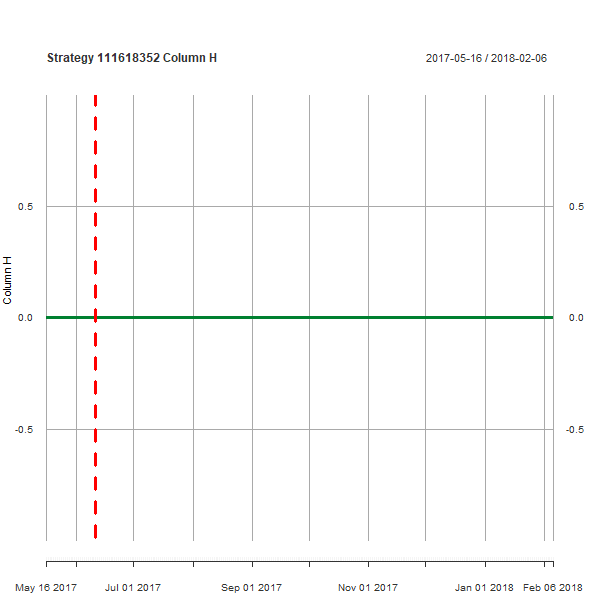 Strategy 111618352 Column H
2017-05-16 / 2018-02-06
0.5
0.5
Column H
0.0
0.0
-0.5
-0.5
May 16 2017
Jul 01 2017
Sep 01 2017
Nov 01 2017
Jan 01 2018
Feb 06 2018